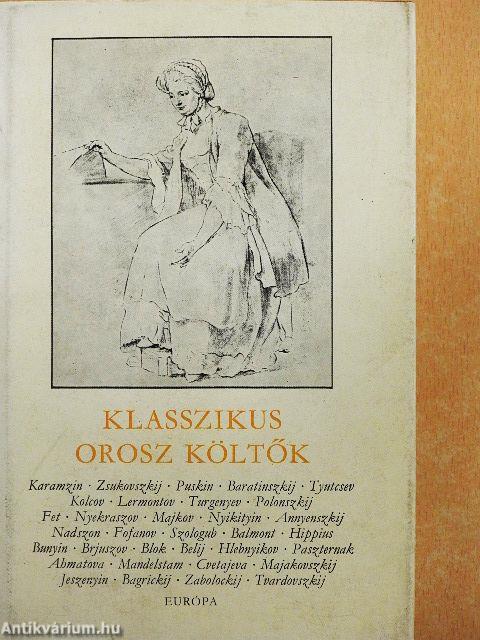 KLASSZIKUS
OROSZ KÖLTŐK
Karamzin · Zsukovszkij · Puskin · Baratinszkij · Tyutcsev
Kolcov · Lermontov · Turgenyev · Polonszkij
Fet · Nyekraszov · Majkov · Nyikityin · Annyenszkij
Nadszon · Fofanov · Szologub · Balmont · Hippius
Bunyin · Brjuszov · Blok · Belij · Hlebnyikov · Paszternak
Ahmatova · Mandelstam · Cvetajeva · Majakovszkij
Jeszenyin · Bagrickij · Zabolockij · Tvardovszkij
EURÓPA
Antikvárium.hu